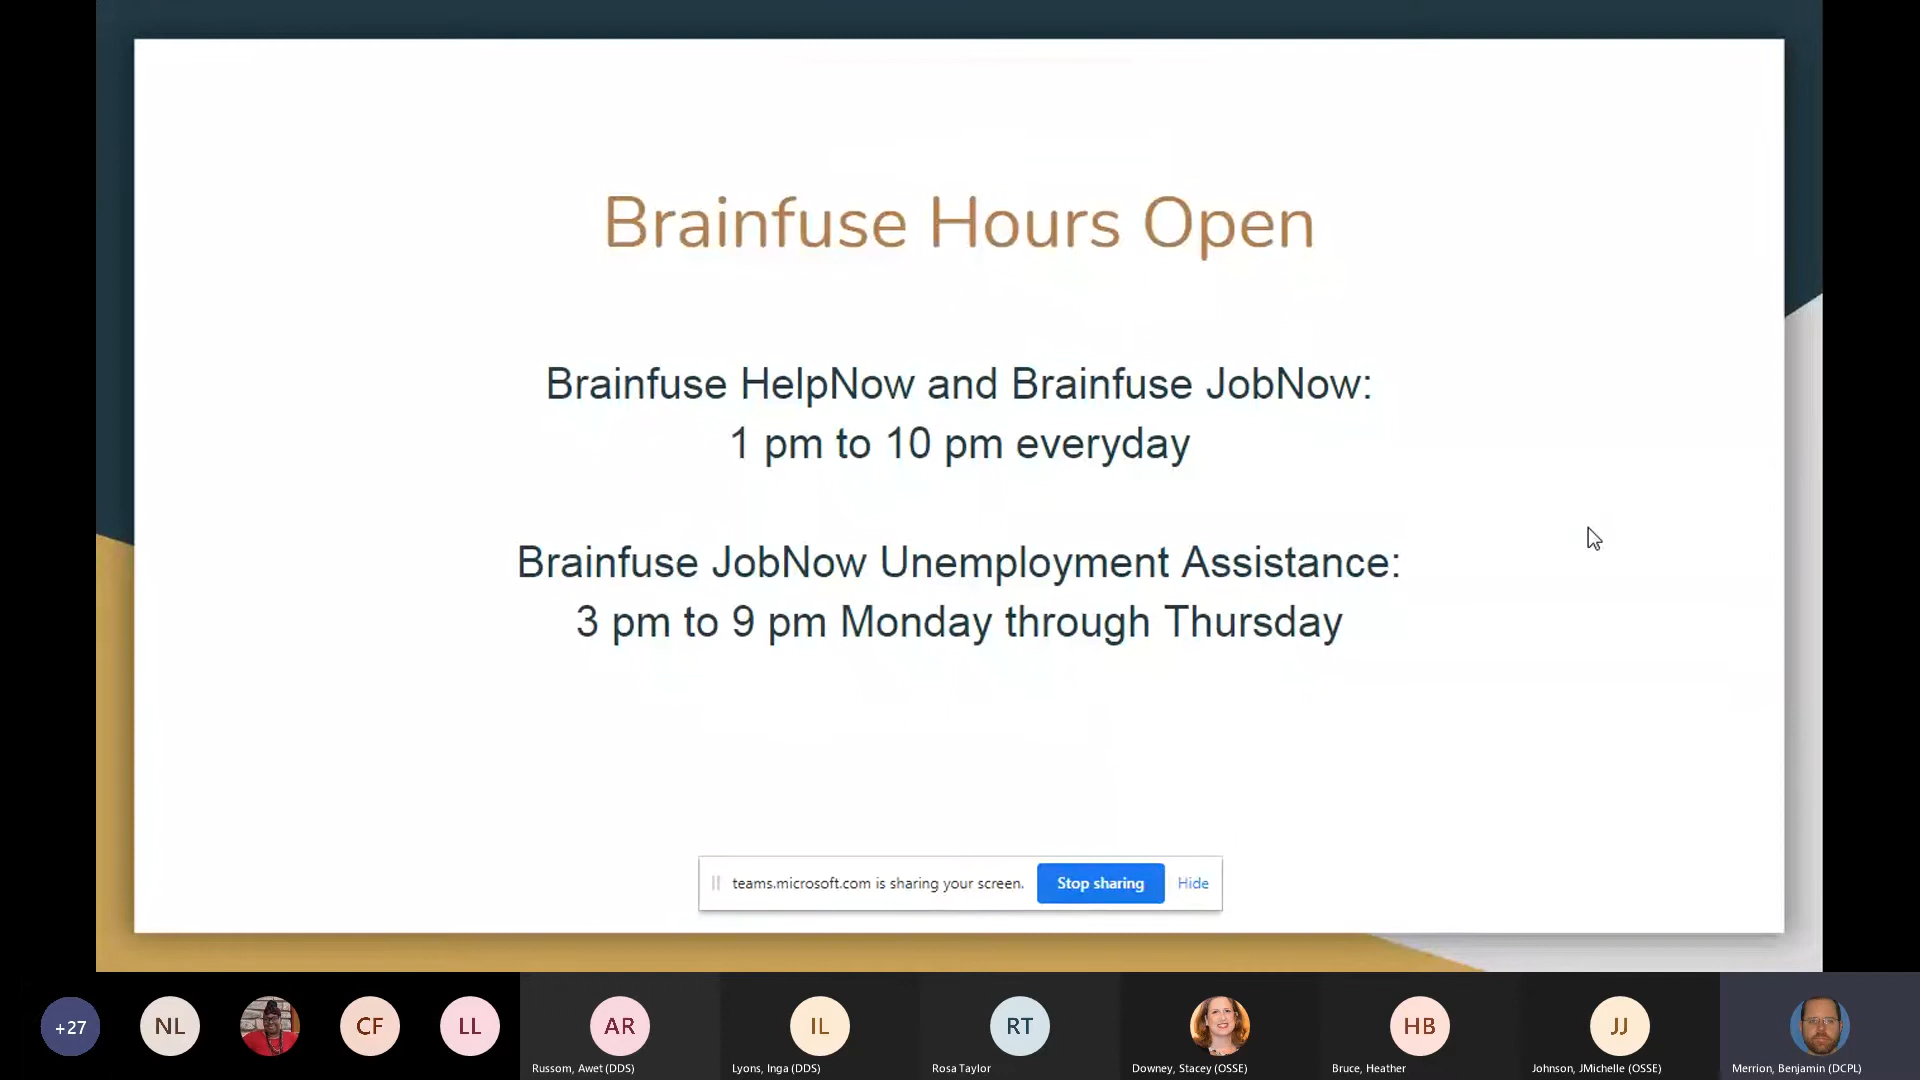 Brainfuse Hours Open
Brainfuse HelpNow and Brainfuse JobNow:
1 pm to 10 pm everyday
Brainfuse JobNow Unemployment Assistance:
3 pm to 9 pm Monday through Thursday
teams.microsoft.com is sharing your screen. Stop sharing Hide
+27 NL CF LL AR IL RT HB JJ
Russom, Awet (DDS) Lyons, Inga (DDS) Rosa Taylor Downey, Stacey (OSSE) Bruce, Heather Johnson, JMichelle (OSSE) Merrion, Benjamin (DCPL)